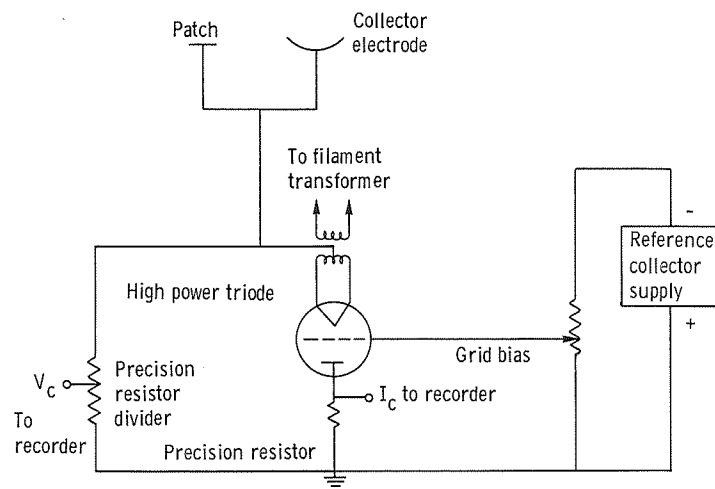 Patch
Collector
electrode
To filament
transformer
-
Reference
collector
supply
+
High power triode
Grid bias
Precision
resistor
divider
V_c
To
recorder
I_c to recorder
Precision resistor